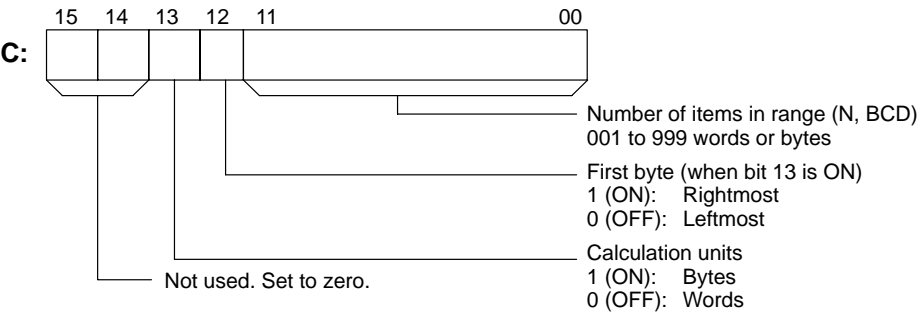 15 14 13 12 11 00
C:
Number of items in range (N, BCD)
001 to 999 words or bytes
First byte (when bit 13 is ON)
1 (ON): Rightmost
0 (OFF): Leftmost
Calculation units
1 (ON): Bytes
0 (OFF): Words
Not used. Set to zero.